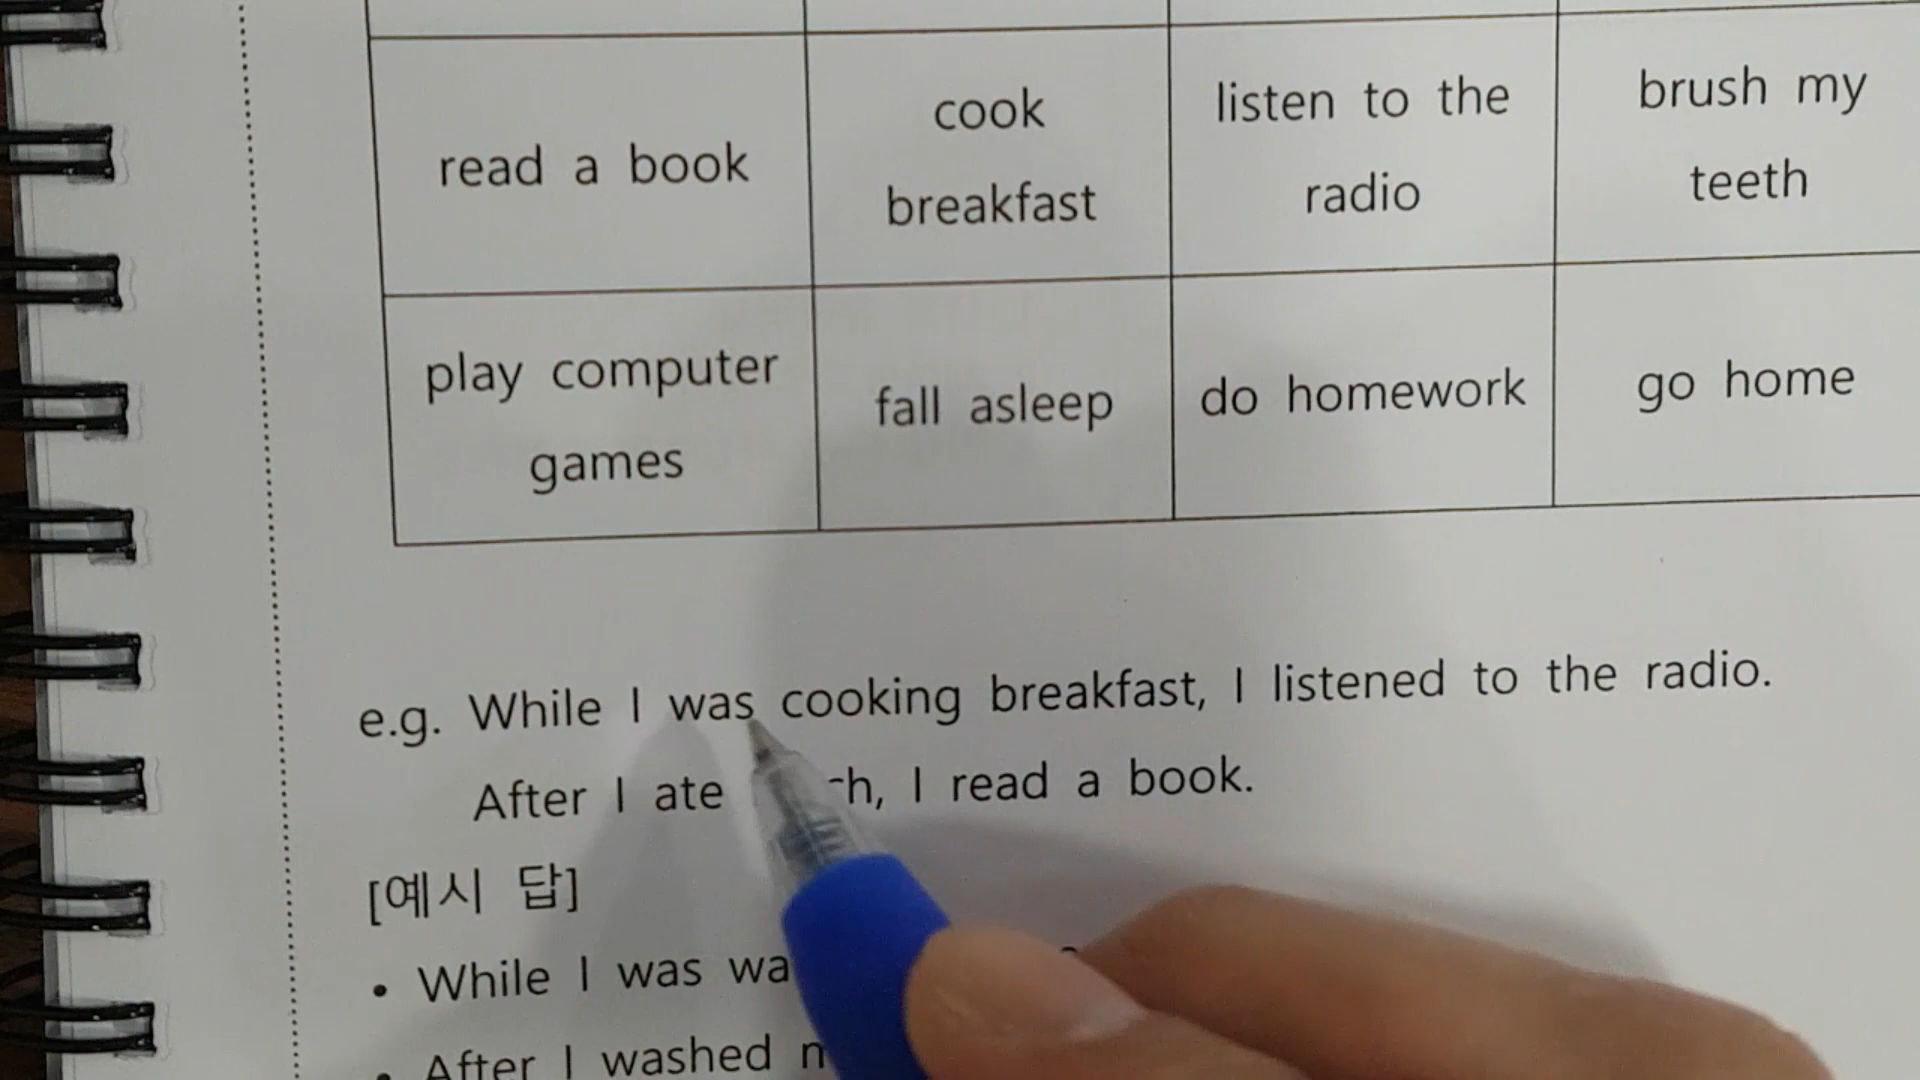 read a book
cook
breakfast
listen to the
radio
brush my
teeth
play computer
games
fall asleep
do homework
go home
e.g. While I was cooking breakfast, I listened to the radio.
After I ate I read a book.
[예시 답]
• While I was
• After I washed